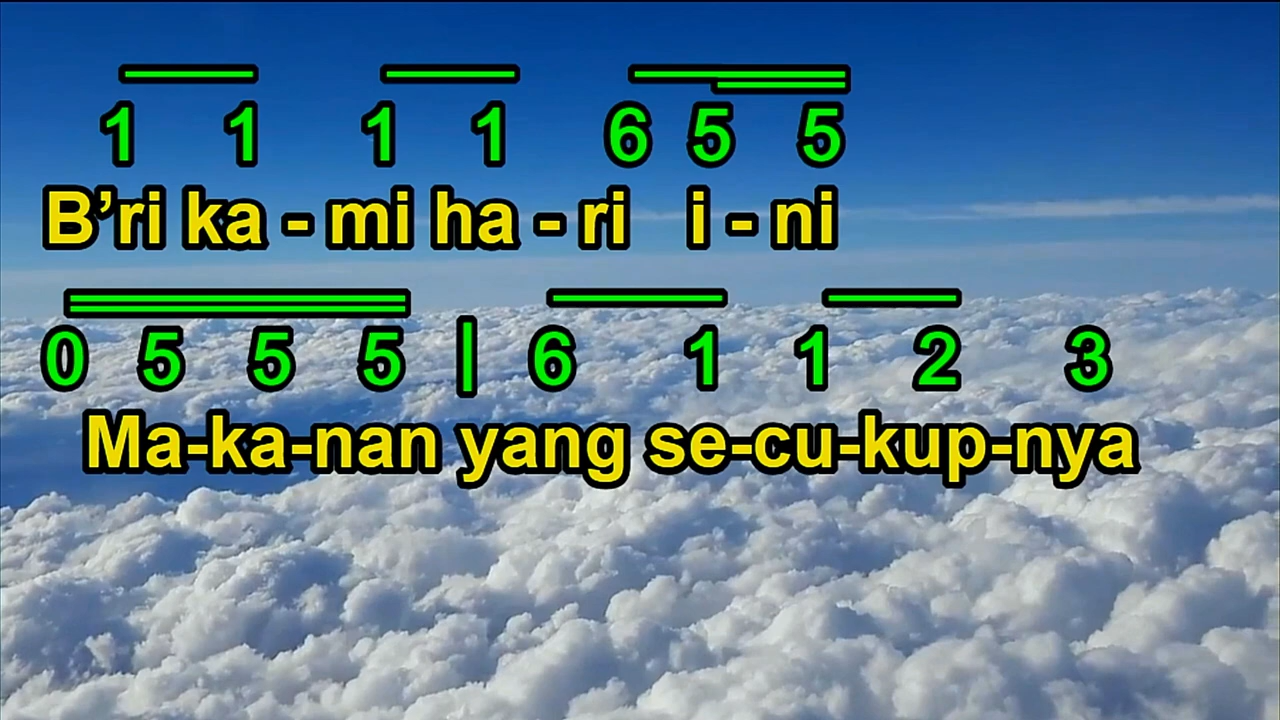 1 1 1 1 6 5 5
B’ri ka - mi ha - ri i - ni
0 5 5 5 | 6 1 1 2 3
Ma-ka-nan yang se-cu-kup-nya